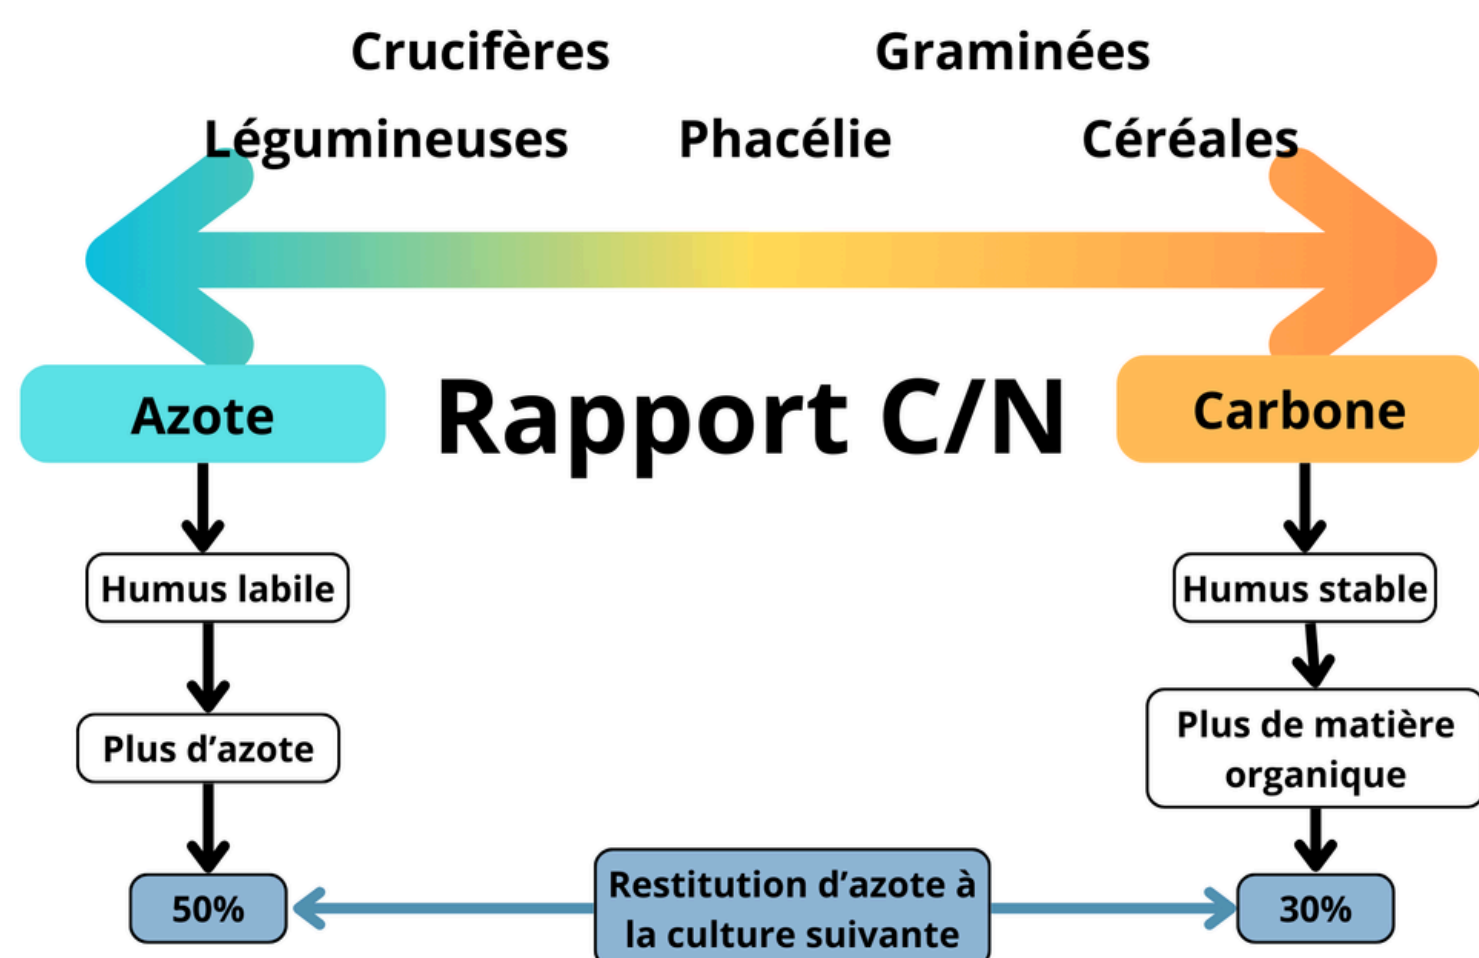 Crucifères
Graminées
Légumineuses
Phacélie
Céréales
Azote
Rapport C/N
Carbone
Humus labile
Humus stable
Plus d’azote
Plus de matière
organique
50%
Restitution d’azote à
la culture suivante
30%